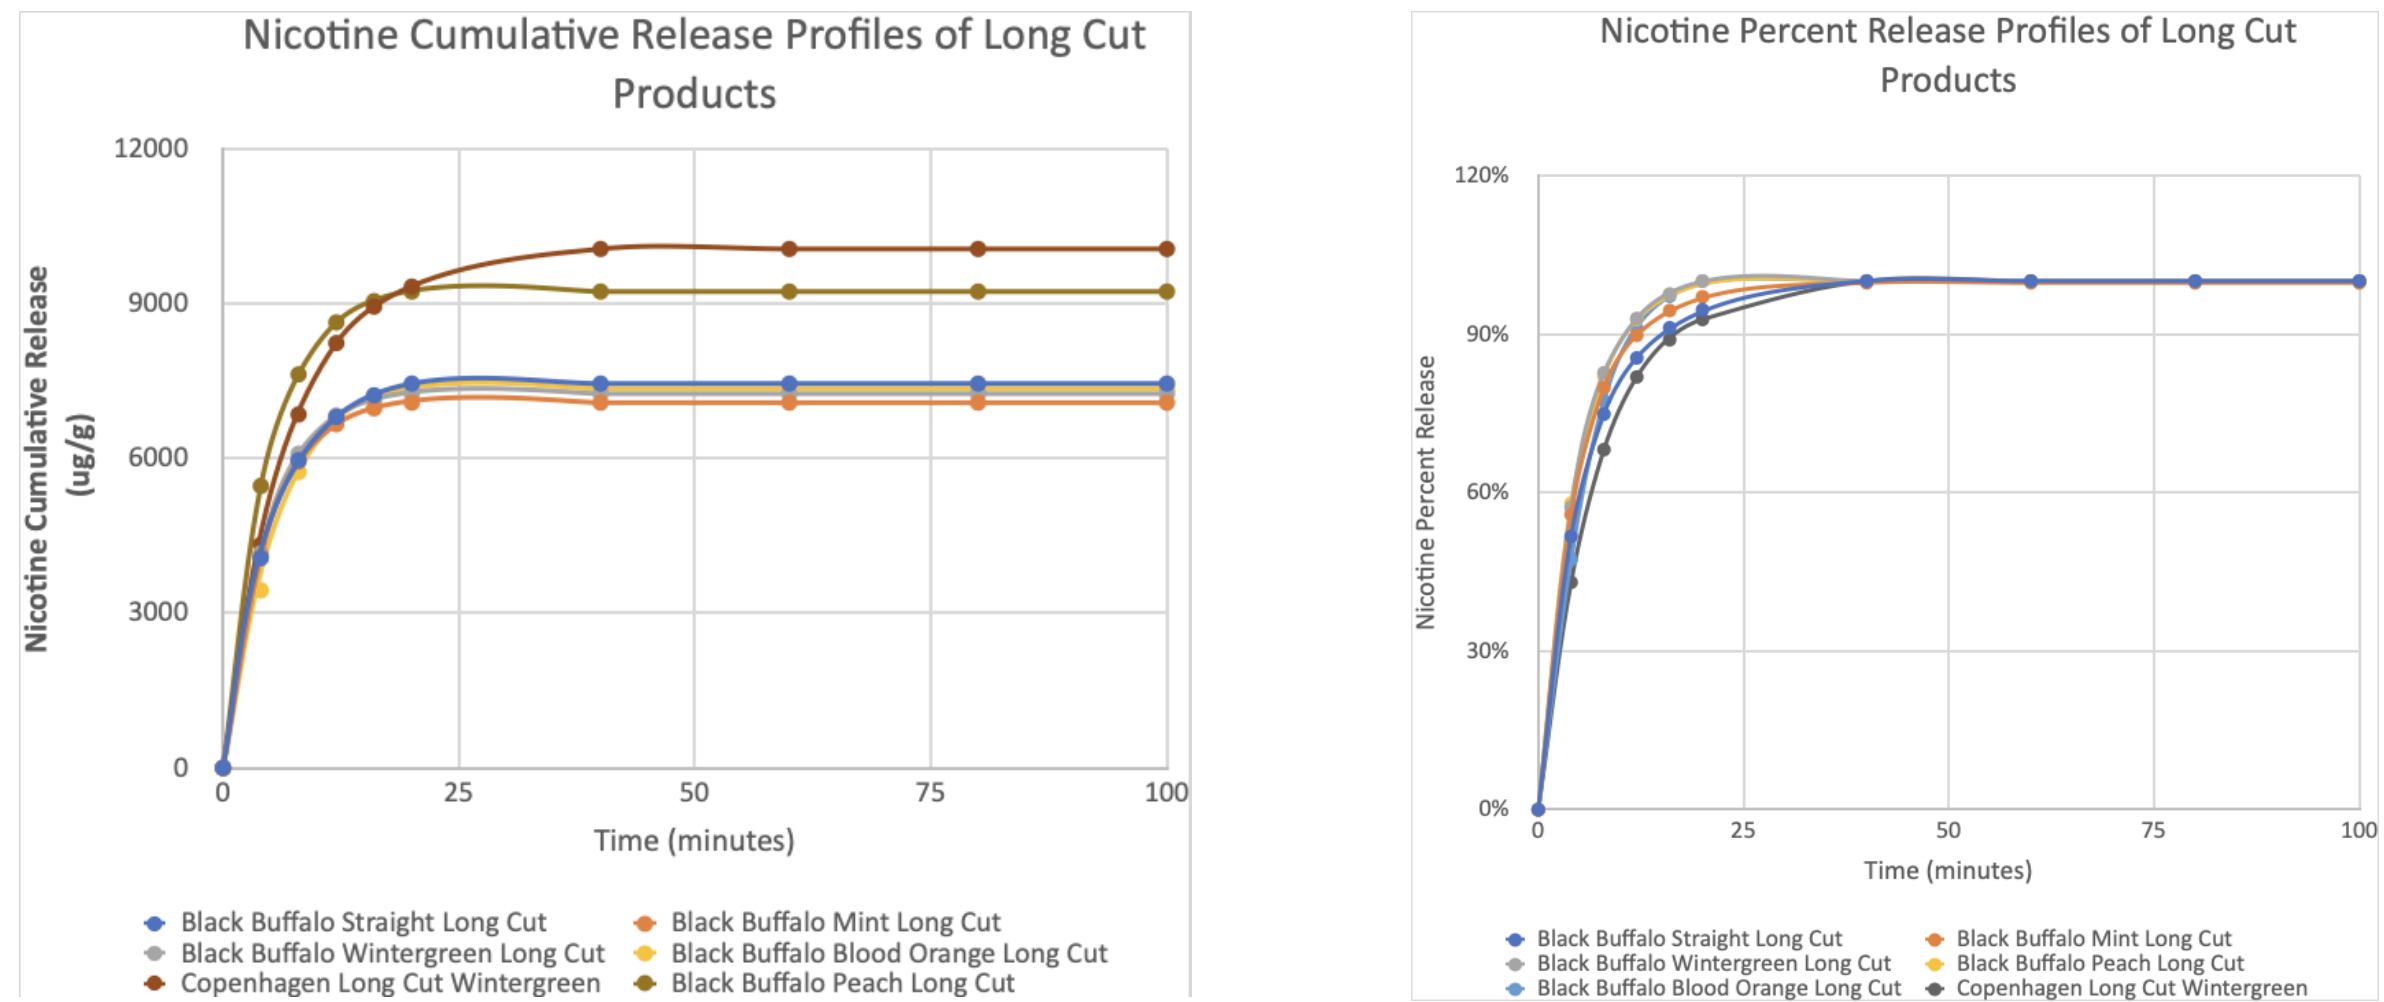 Nicotine Cumulative Release Profiles of Long Cut
Products
12000
9000
6000
3000
0
Nicotine Cumulative Release
(ug/g)
0 25 50 75 100
Time (minutes)
Black Buffalo Straight Long Cut Black Buffalo Mint Long Cut
Black Buffalo Wintergreen Long Cut Black Buffalo Blood Orange Long Cut
Copenhagen Long Cut Wintergreen Black Buffalo Peach Long Cut
Nicotine Percent Release Profiles of Long Cut
Products
120%
90%
60%
30%
0%
Nicotine Percent Release
0 25 50 75 100
Time (minutes)
Black Buffalo Straight Long Cut Black Buffalo Mint Long Cut
Black Buffalo Wintergreen Long Cut Black Buffalo Peach Long Cut
Black Buffalo Blood Orange Long Cut Copenhagen Long Cut Wintergreen